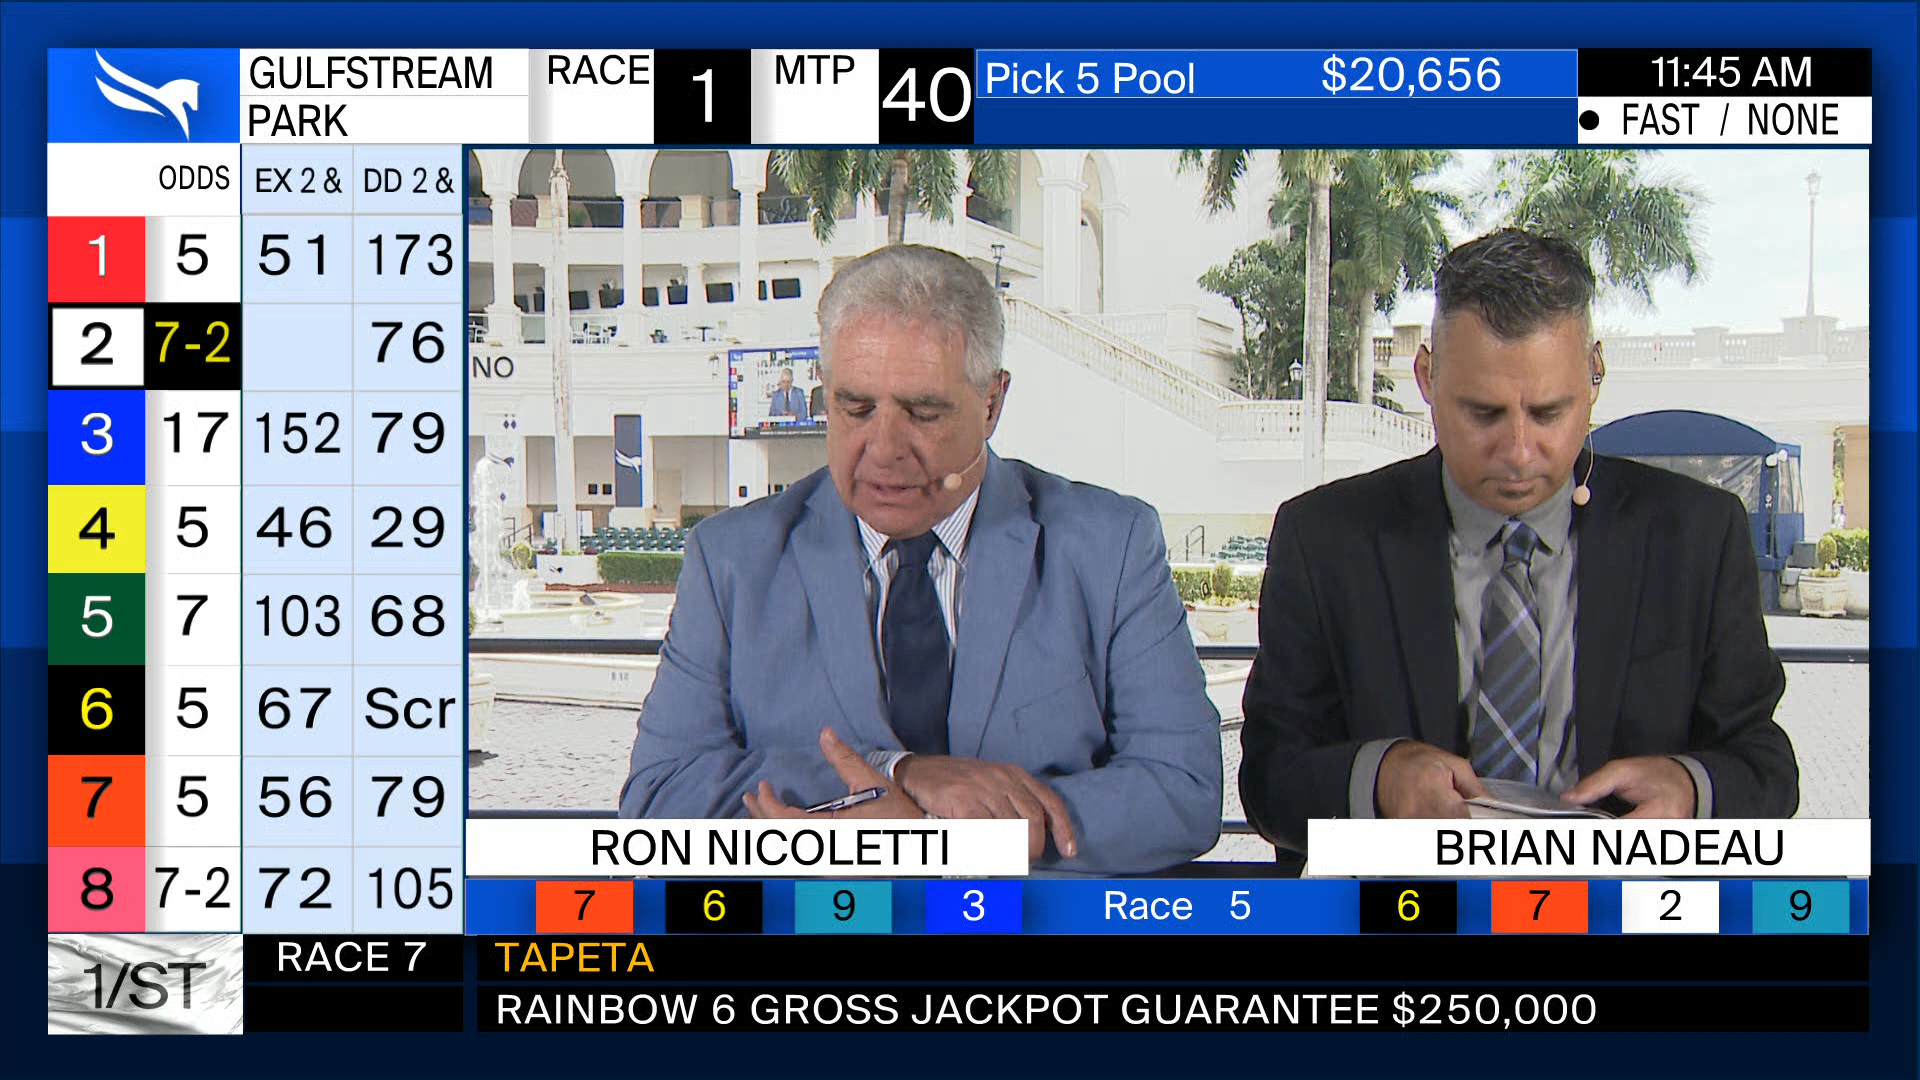 GULFSTREAM PARK
RACE 1 MTP 40
Pick 5 Pool $20,656
11:45 AM
FAST / NONE
ODDS EX 2 & DD 2 &
1 5 51 173
2 7-2 76
3 17 152 79
4 5 46 29
5 7 103 68
6 5 67 Scr
7 5 56 79
8 7-2 72 105
NO
RON NICOLETTI
BRIAN NADEAU
7 6 9 3 Race 5 6 7 2 9
1/ST
RACE 7
TAPETA
RAINBOW 6 GROSS JACKPOT GUARANTEE $250,000